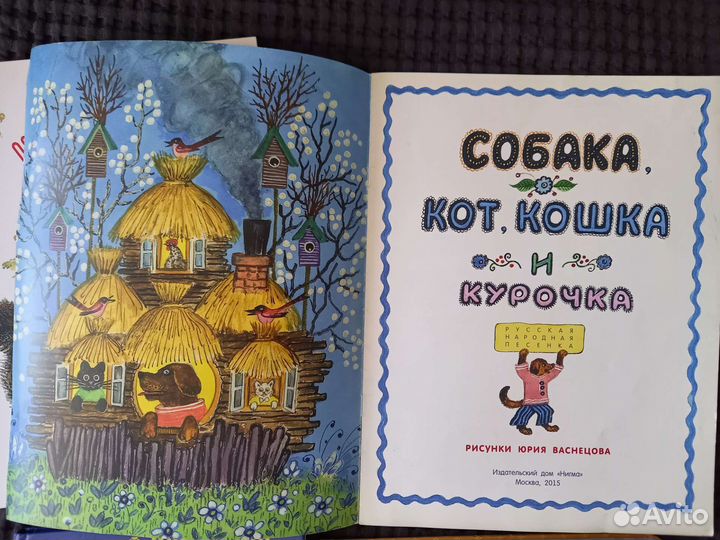 СОБАКА,
КОТ, КОШКА
И
КУРОЧКА
РУССКАЯ
НАРОДНАЯ
ПЕСЕНКА
РИСУНКИ ЮРИЯ ВАСНЕЦОВА
Издательский дом «Нигма»
Москва, 2015
Avito